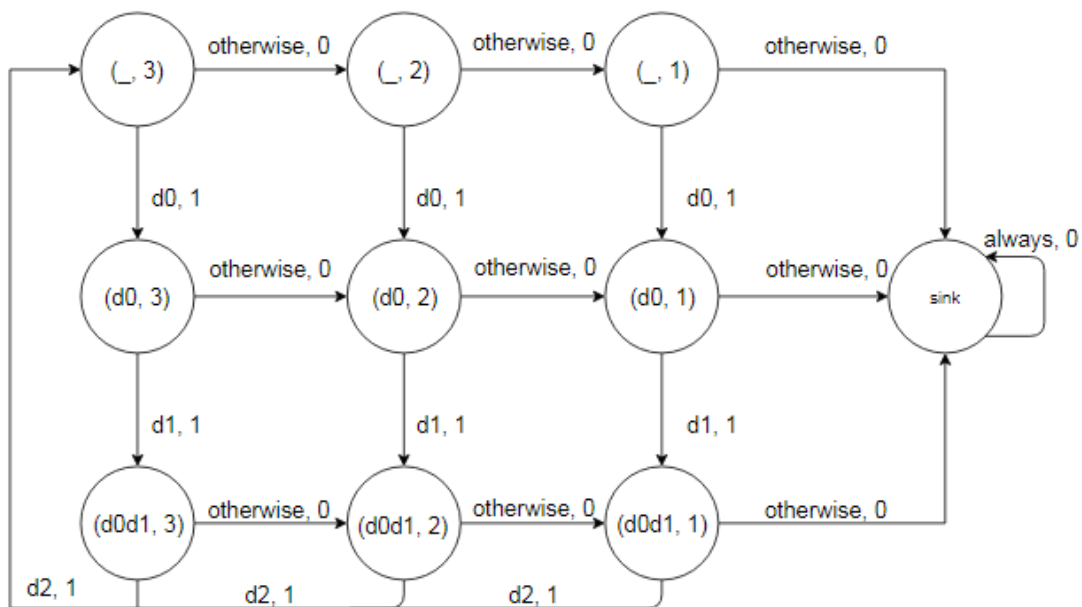 otherwise, 0
otherwise, 0
otherwise, 0
(_, 3)
(_, 2)
(_, 1)
d0, 1
d0, 1
d0, 1
always, 0
otherwise, 0
otherwise, 0
otherwise, 0
(d0, 3)
(d0, 2)
(d0, 1)
sink
d1, 1
d1, 1
d1, 1
otherwise, 0
otherwise, 0
otherwise, 0
(d0d1, 3)
(d0d1, 2)
(d0d1, 1)
d2, 1
d2, 1
d2, 1